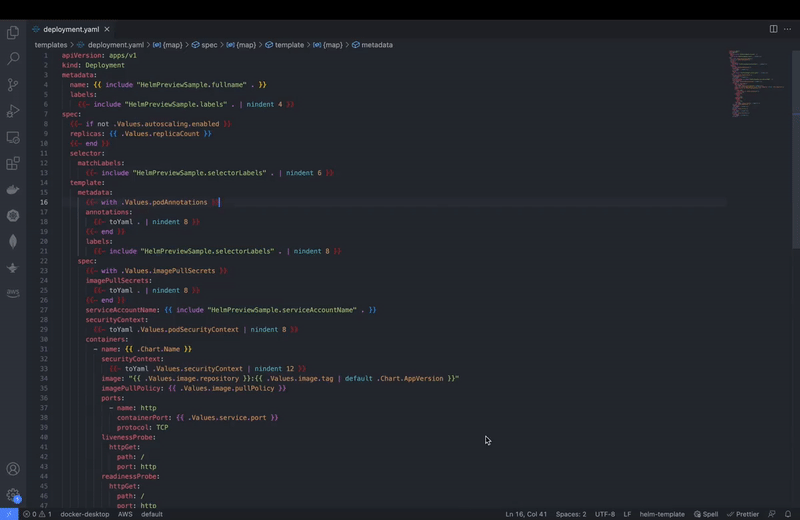 deployment.yaml
templates > deployment.yaml > {map} > spec > {map} > template > {map} > metadata
1 apiVersion: apps/v1
2 kind: Deployment
3 metadata:
4 name: {{ include "HelmPreviewSample.fullname" . }}
5 labels:
6 {{- include "HelmPreviewSample.labels" . | nindent 4 }}
7 spec:
8 {{- if not .Values.autoscaling.enabled }}
9 replicas: {{ .Values.replicaCount }}
10 {{- end }}
11 selector:
12 matchLabels:
13 {{- include "HelmPreviewSample.selectorLabels" . | nindent 6 }}
14 template:
15 metadata:
16 {{- with .Values.podAnnotations }}
17 annotations:
18 {{- toYaml . | nindent 8 }}
19 {{- end }}
20 labels:
21 {{- include "HelmPreviewSample.selectorLabels" . | nindent 8 }}
22 spec:
23 {{- with .Values.imagePullSecrets }}
24 imagePullSecrets:
25 {{- toYaml . | nindent 8 }}
26 {{- end }}
27 serviceAccountName: {{ include "HelmPreviewSample.serviceAccountName" . }}
28 securityContext:
29 {{- toYaml .Values.podSecurityContext | nindent 8 }}
30 containers:
31 - name: {{ .Chart.Name }}
32 securityContext:
33 {{- toYaml .Values.securityContext | nindent 12 }}
34 image: "{{ .Values.image.repository }}:{{ .Values.image.tag | default .Chart.AppVersion }}"
35 imagePullPolicy: {{ .Values.image.pullPolicy }}
36 ports:
37 - name: http
38 containerPort: {{ .Values.service.port }}
39 protocol: TCP
40 livenessProbe:
41 httpGet:
42 path: /
43 port: http
44 readinessProbe:
45 httpGet:
46 path: /
47 port: http
aws
1
0 1 docker-desktop AWS default Ln 16, Col 41 Spaces: 2 UTF-8 LF helm-template Spell Prettier